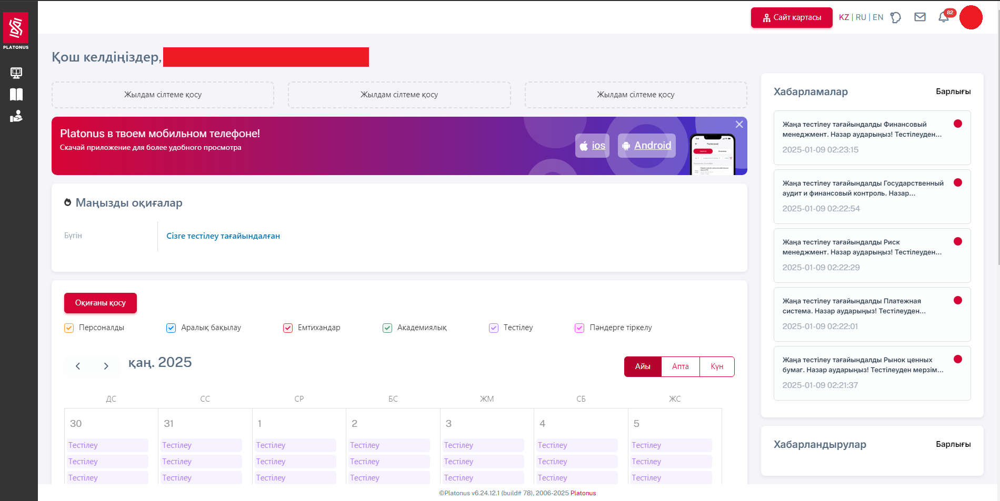 PLATONUS
Сайт картасы
KZ | RU | EN
82
Қош келдіңіздер,
Жылдам сілтеме қосу
Жылдам сілтеме қосу
Жылдам сілтеме қосу
Platonus в твоем мобильном телефоне!
Скачай приложение для более удобного просмотра
ios
Android
Маңызды оқиғалар
Бүгін
Сізге тестілеу тағайындалған
Оқиғаны қосу
Персоналды
Аралық бақылау
Емтихандар
Академиялық
Тестілеу
Пәндерге тіркелу
қаң. 2025
Айы
Апта
Күн
ДС СС СР БС ЖМ СБ ЖС
30 31 1 2 3 4 5
Тестілеу Тестілеу Тестілеу Тестілеу Тестілеу Тестілеу Тестілеу
Тестілеу Тестілеу Тестілеу Тестілеу Тестілеу Тестілеу Тестілеу
Тестілеу Тестілеу Тестілеу Тестілеу Тестілеу Тестілеу Тестілеу
Хабарламалар
Барлығы
Жаңа тестілеу тағайындалды Финансовый
менеджмент. Назар аударыңыз! Тестілеуден...
2025-01-09 02:23:15
Жаңа тестілеу тағайындалды Государственный
аудит и финансовый контроль. Назар...
2025-01-09 02:22:54
Жаңа тестілеу тағайындалды Риск
менеджмент. Назар аударыңыз! Тестілеуден...
2025-01-09 02:22:29
Жаңа тестілеу тағайындалды Платежная
система. Назар аударыңыз! Тестілеуден...
2025-01-09 02:22:01
Жаңа тестілеу тағайындалды Рынок ценных
бумаг. Назар аударыңыз! Тестілеуден мерзім...
2025-01-09 02:21:37
Хабарландырулар
Барлығы
©Platonus v6.24.12.1 (build# 78), 2006-2025 Platonus